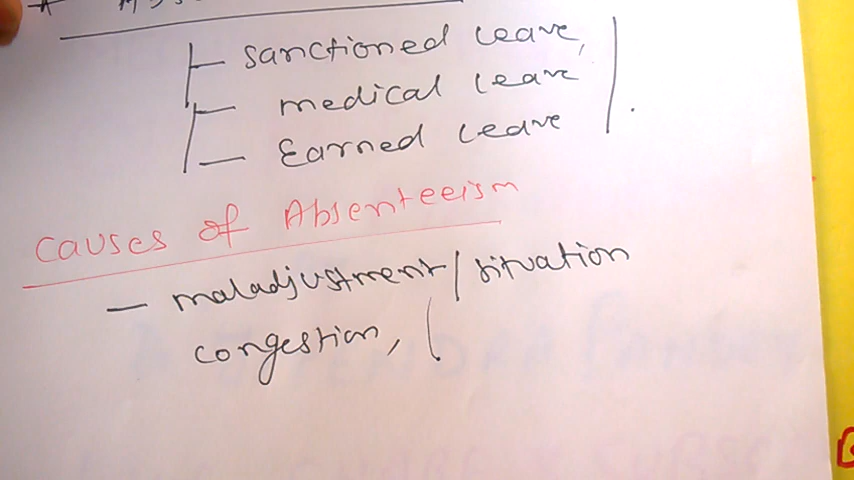 sanctioned leave,
medical leave
Earned leave
Causes of Absenteeism
— maladjustment / situation
congestion, (